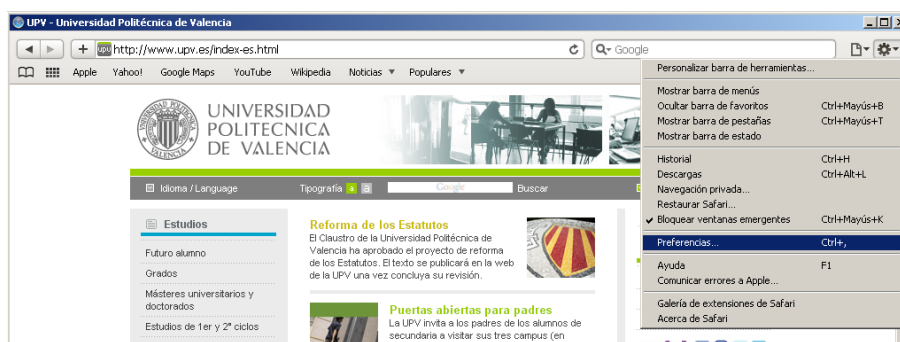 UPV - Universidad Politécnica de Valencia
http://www.upv.es/index-es.html
Google
Apple Yahoo! Google Maps YouTube Wikipedia Noticias Populares
UNIVERSIDAD
POLITECNICA
DE VALENCIA
Idioma / Language Tipografía a a Google Buscar
Estudios
Futuro alumno
Grados
Másteres universitarios y
doctorados
Estudios de 1er y 2º ciclos
Reforma de los Estatutos
El Claustro de la Universidad Politécnica de
Valencia ha aprobado el proyecto de reforma
de los Estatutos. El texto se publicará en la web
de la UPV una vez concluya su revisión.
Puertas abiertas para padres
La UPV invita a los padres de los alumnos de
secundaria a visitar sus tres campus (en
Personalizar barra de herramientas...
Mostrar barra de menús
Ocultar barra de favoritos Ctrl+Mayús+B
Mostrar barra de pestañas Ctrl+Mayús+T
Mostrar barra de estado
Historial Ctrl+H
Descargas Ctrl+Alt+L
Navegación privada...
Restaurar Safari...
Bloquear ventanas emergentes Ctrl+Mayús+K
Preferencias... Ctrl+,
Ayuda F1
Comunicar errores a Apple...
Galería de extensiones de Safari
Acerca de Safari